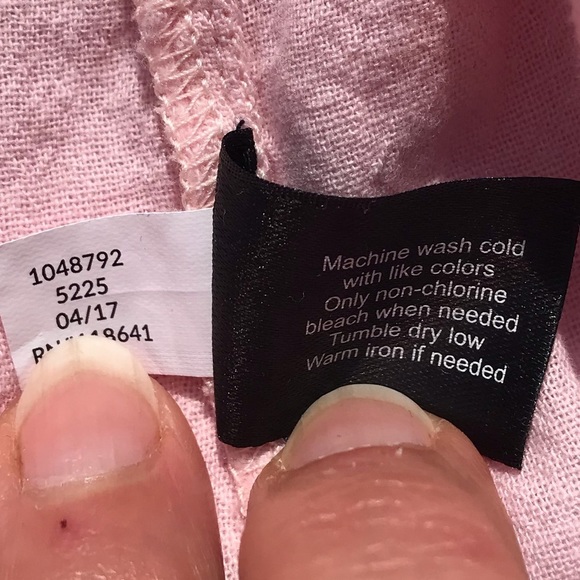 1048792
5225
04/17
Machine wash cold
with like colors
Only non-chlorine
bleach when needed
Tumble dry low
Warm iron if needed